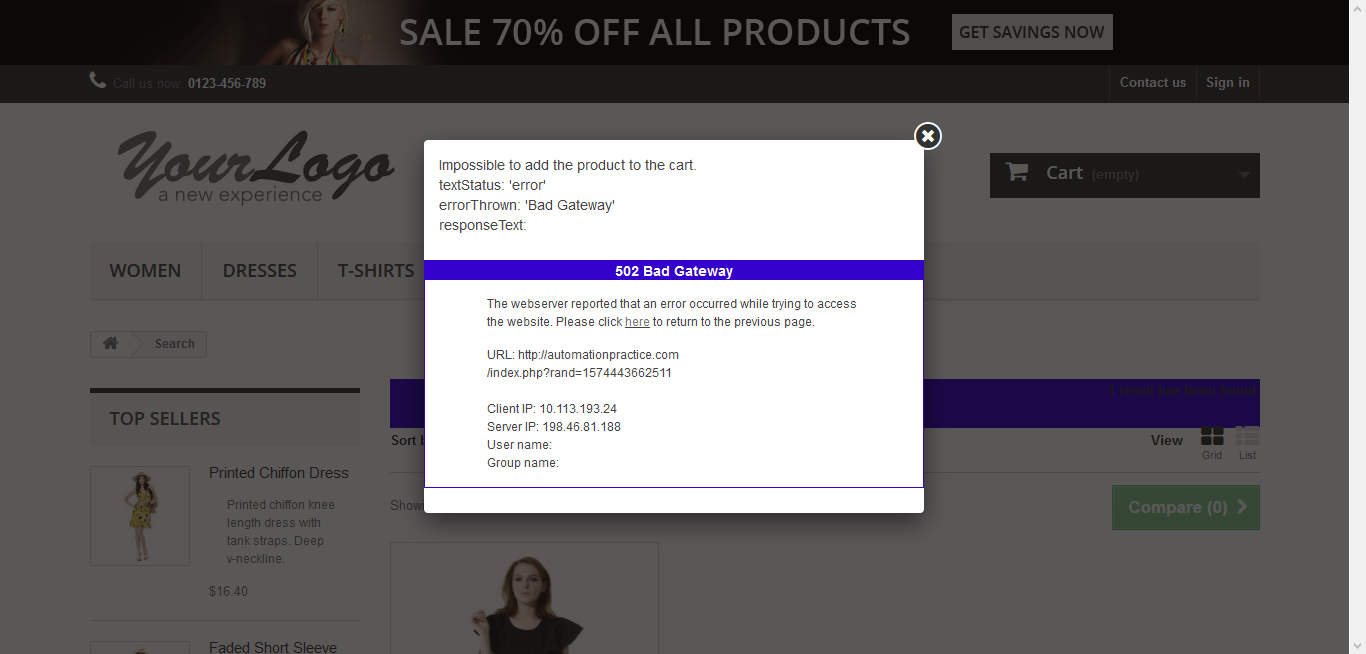 SALE 70% OFF ALL PRODUCTS
GET SAVINGS NOW
Call us now: 0123-456-789
Contact us
Sign in
YourLogo
a new experience
Cart (empty)
WOMEN
DRESSES
T-SHIRTS
Impossible to add the product to the cart.
textStatus: 'error'
errorThrown: 'Bad Gateway'
responseText:
502 Bad Gateway
The webserver reported that an error occurred while trying to access
the website. Please click here to return to the previous page.
URL: http://automationpractice.com
/index.php?rand=1574443662511
Client IP: 10.113.193.24
Server IP: 198.46.81.188
User name:
Group name:
Search
TOP SELLERS
Printed Chiffon Dress
Printed chiffon knee
length dress with
tank straps. Deep
v-neckline.
$16.40
Faded Short Sleeve
1 result has been found.
Sort
View
Grid
List
Compare (0)